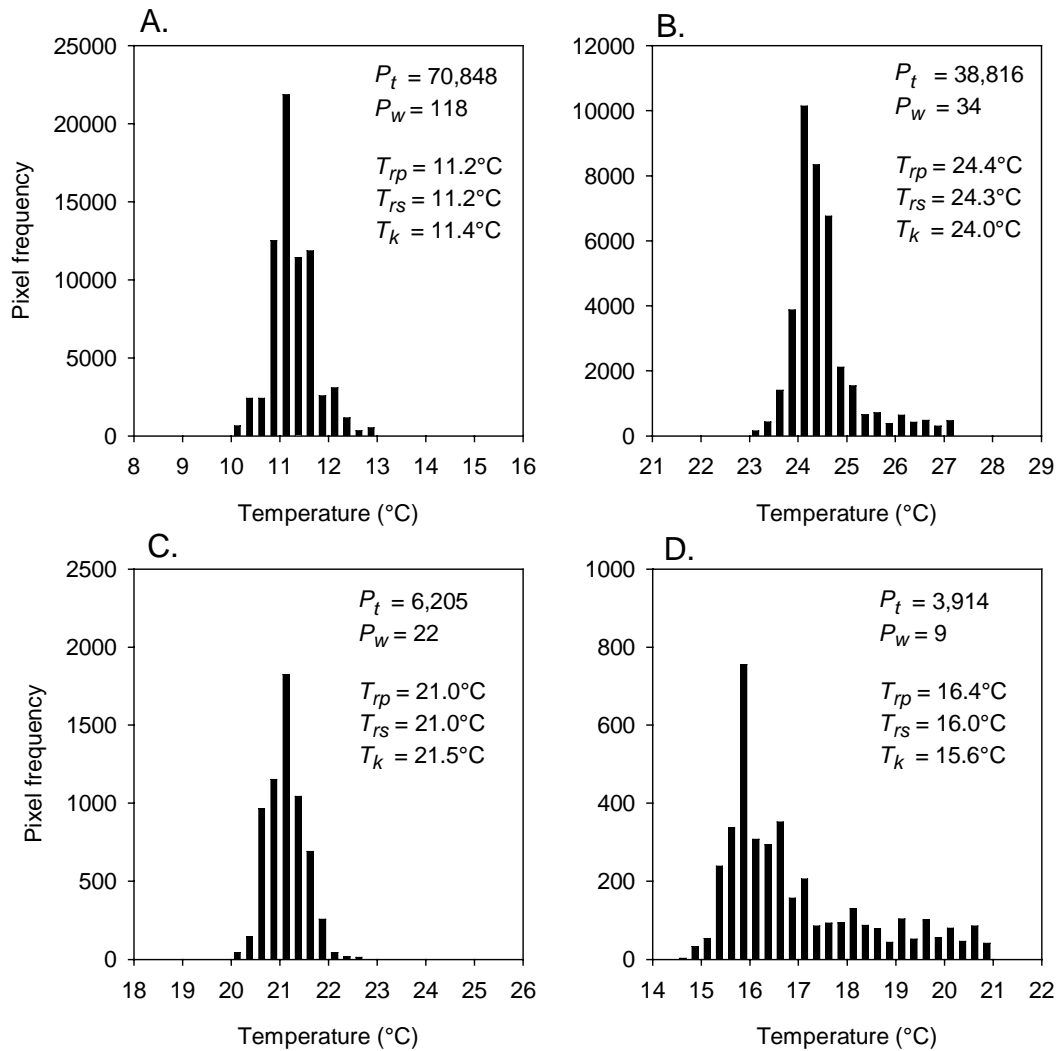 A.
25000
20000
15000
10000
5000
0
Pixel frequency
P_t = 70,848
P_w = 118
T_rp = 11.2°C
T_rs = 11.2°C
T_k = 11.4°C
8 9 10 11 12 13 14 15 16
Temperature (°C)
B.
12000
10000
8000
6000
4000
2000
0
P_t = 38,816
P_w = 34
T_rp = 24.4°C
T_rs = 24.3°C
T_k = 24.0°C
21 22 23 24 25 26 27 28 29
Temperature (°C)
C.
2500
2000
1500
1000
500
0
Pixel frequency
P_t = 6,205
P_w = 22
T_rp = 21.0°C
T_rs = 21.0°C
T_k = 21.5°C
18 19 20 21 22 23 24 25 26
Temperature (°C)
D.
1000
800
600
400
200
0
P_t = 3,914
P_w = 9
T_rp = 16.4°C
T_rs = 16.0°C
T_k = 15.6°C
14 15 16 17 18 19 20 21 22
Temperature (°C)